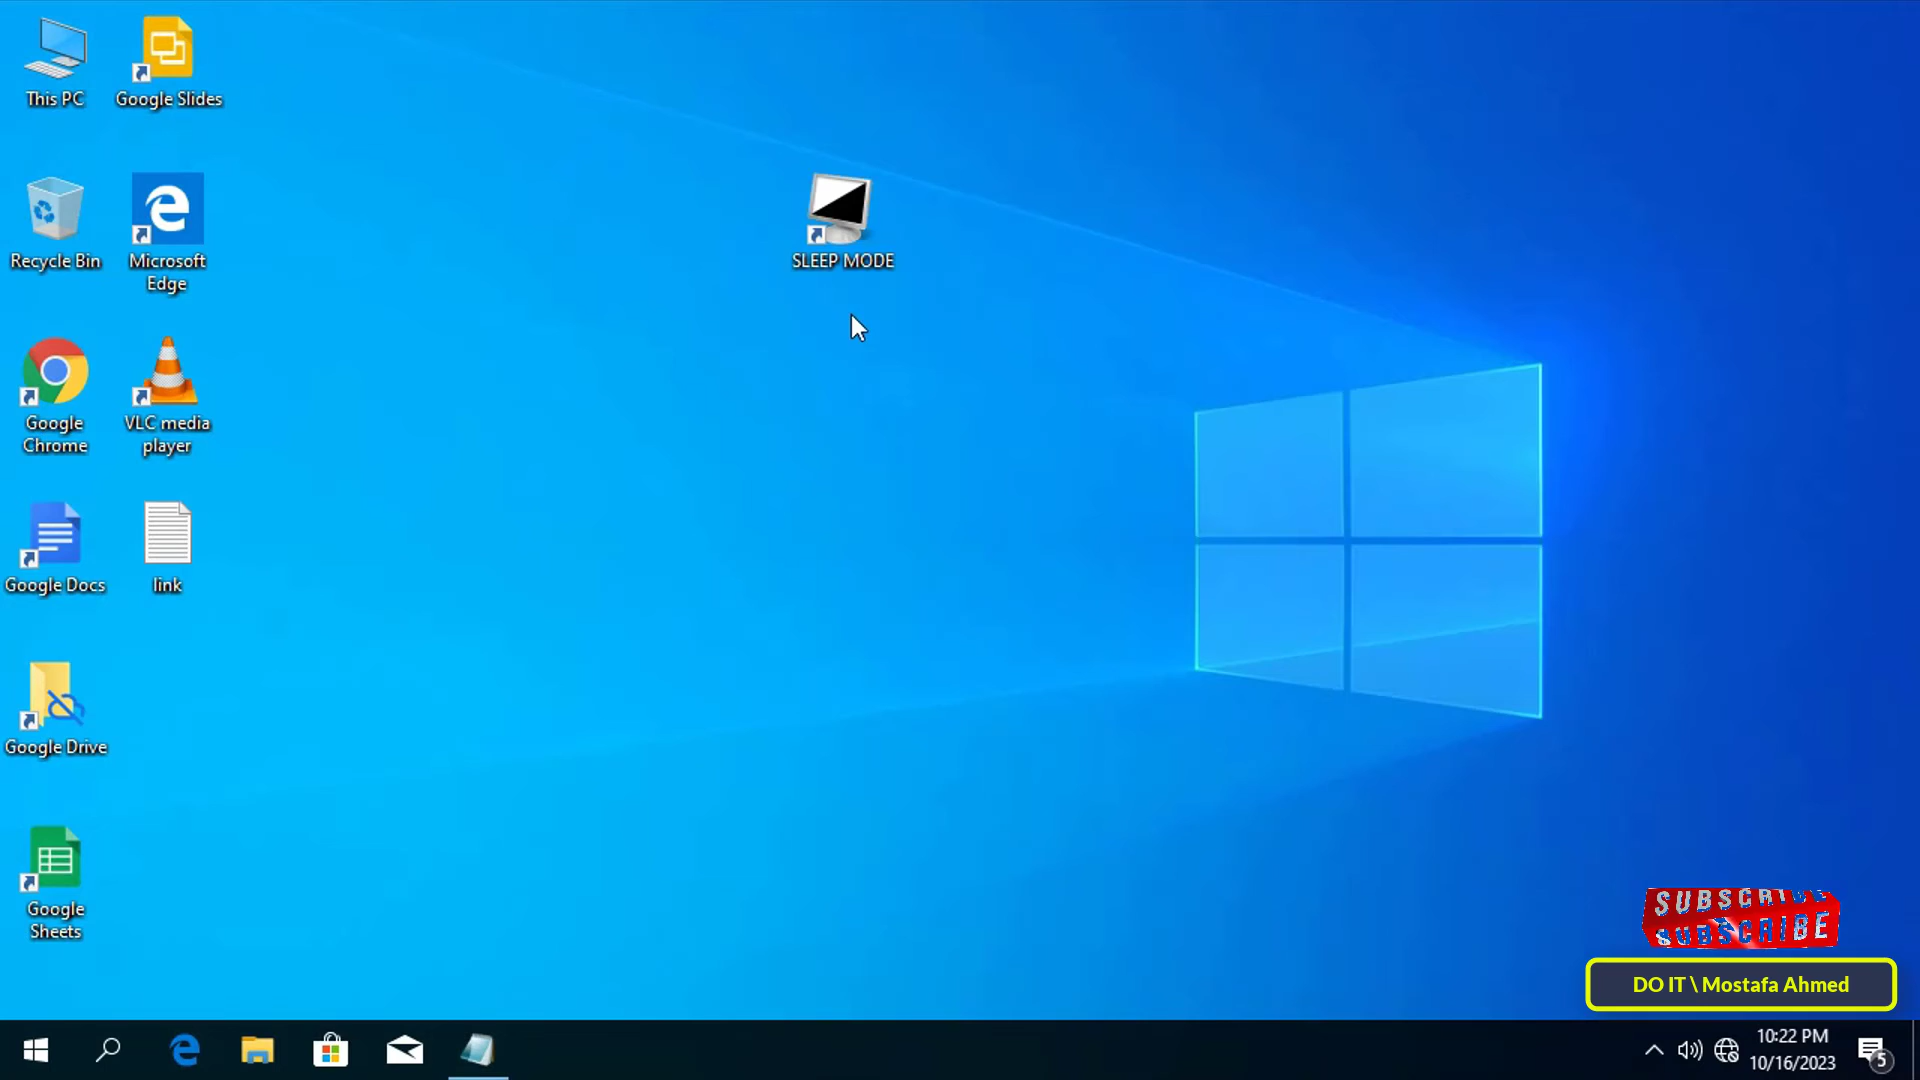 This PC
Google Slides
Recycle Bin
Microsoft
Edge
SLEEP MODE
Google
Chrome
VLC media
player
Google Docs
link
Google Drive
Google
Sheets
SUBSCRIBE
SUBSCRIBE
DO IT \ Mostafa Ahmed
10:22 PM
10/16/2023
5